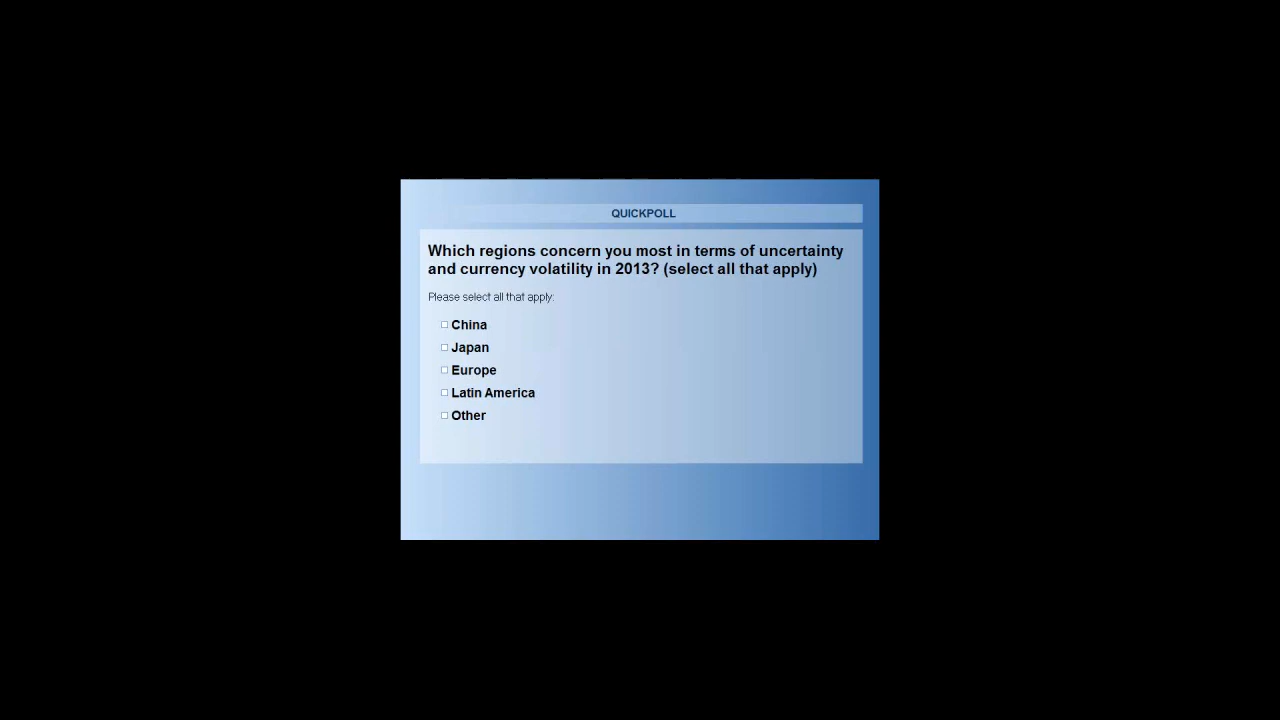 QUICKPOLL
Which regions concern you most in terms of uncertainty
and currency volatility in 2013? (select all that apply)
Please select all that apply:
China
Japan
Europe
Latin America
Other